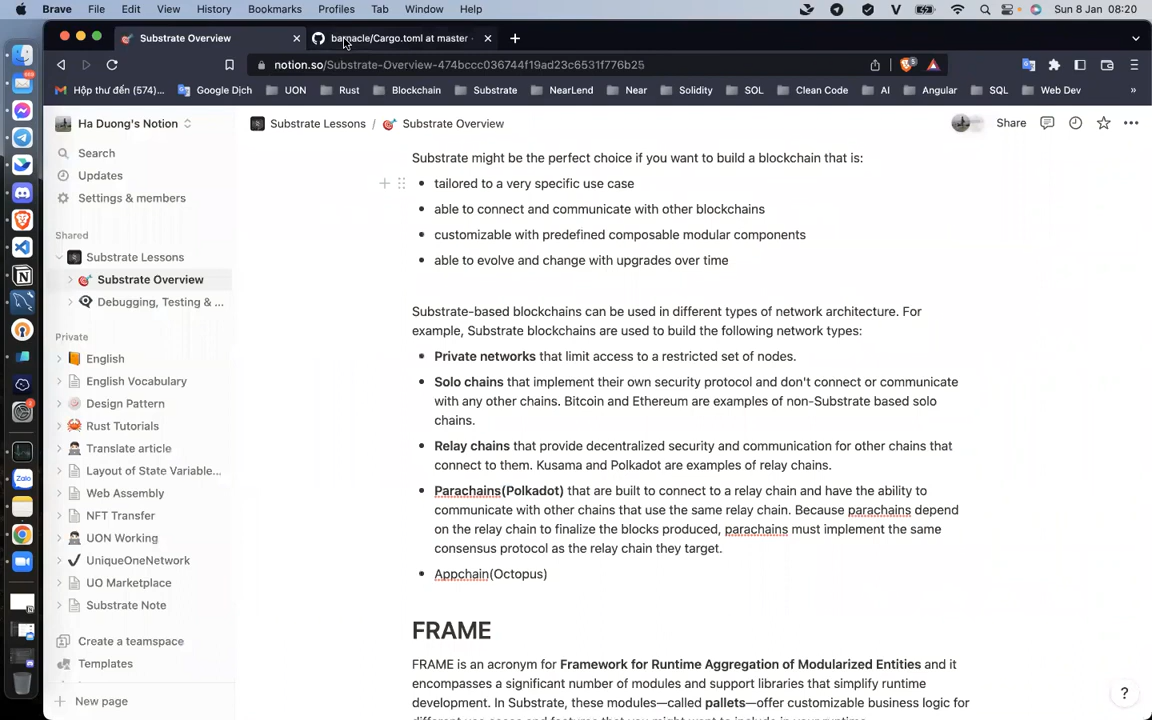 Brave File Edit View History Bookmarks Profiles Tab Window Help Sun 8 Jan 08:20
Substrate Overview
barnacle/Cargo.toml at master
notion.so/Substrate-Overview-474bccc036744f19ad23c6531f776b25
Hộp thư đến (574)... Google Dịch UON Rust Blockchain Substrate NearLend Near Solidity SOL Clean Code AI Angular SQL Web Dev »
Ha Duong's Notion
Substrate Lessons / Substrate Overview
Share
Search
Updates
Settings & members
Shared
Substrate Lessons
Substrate Overview
Debugging, Testing & ...
Private
English
English Vocabulary
Design Pattern
Rust Tutorials
Translate article
Layout of State Variable...
Web Assembly
NFT Transfer
UON Working
UniqueOneNetwork
UO Marketplace
Substrate Note
Create a teamspace
Templates
New page
Substrate might be the perfect choice if you want to build a blockchain that is:
• tailored to a very specific use case
• able to connect and communicate with other blockchains
• customizable with predefined composable modular components
• able to evolve and change with upgrades over time
Substrate-based blockchains can be used in different types of network architecture. For
example, Substrate blockchains are used to build the following network types:
• Private networks that limit access to a restricted set of nodes.
• Solo chains that implement their own security protocol and don't connect or communicate
with any other chains. Bitcoin and Ethereum are examples of non-Substrate based solo
chains.
• Relay chains that provide decentralized security and communication for other chains that
connect to them. Kusama and Polkadot are examples of relay chains.
• Parachains(Polkadot) that are built to connect to a relay chain and have the ability to
communicate with other chains that use the same relay chain. Because parachains depend
on the relay chain to finalize the blocks produced, parachains must implement the same
consensus protocol as the relay chain they target.
• Appchain(Octopus)
FRAME
FRAME is an acronym for Framework for Runtime Aggregation of Modularized Entities and it
encompasses a significant number of modules and support libraries that simplify runtime
development. In Substrate, these modules—called pallets—offer customizable business logic for
different use cases and features that you might want to include in your runtime.
?